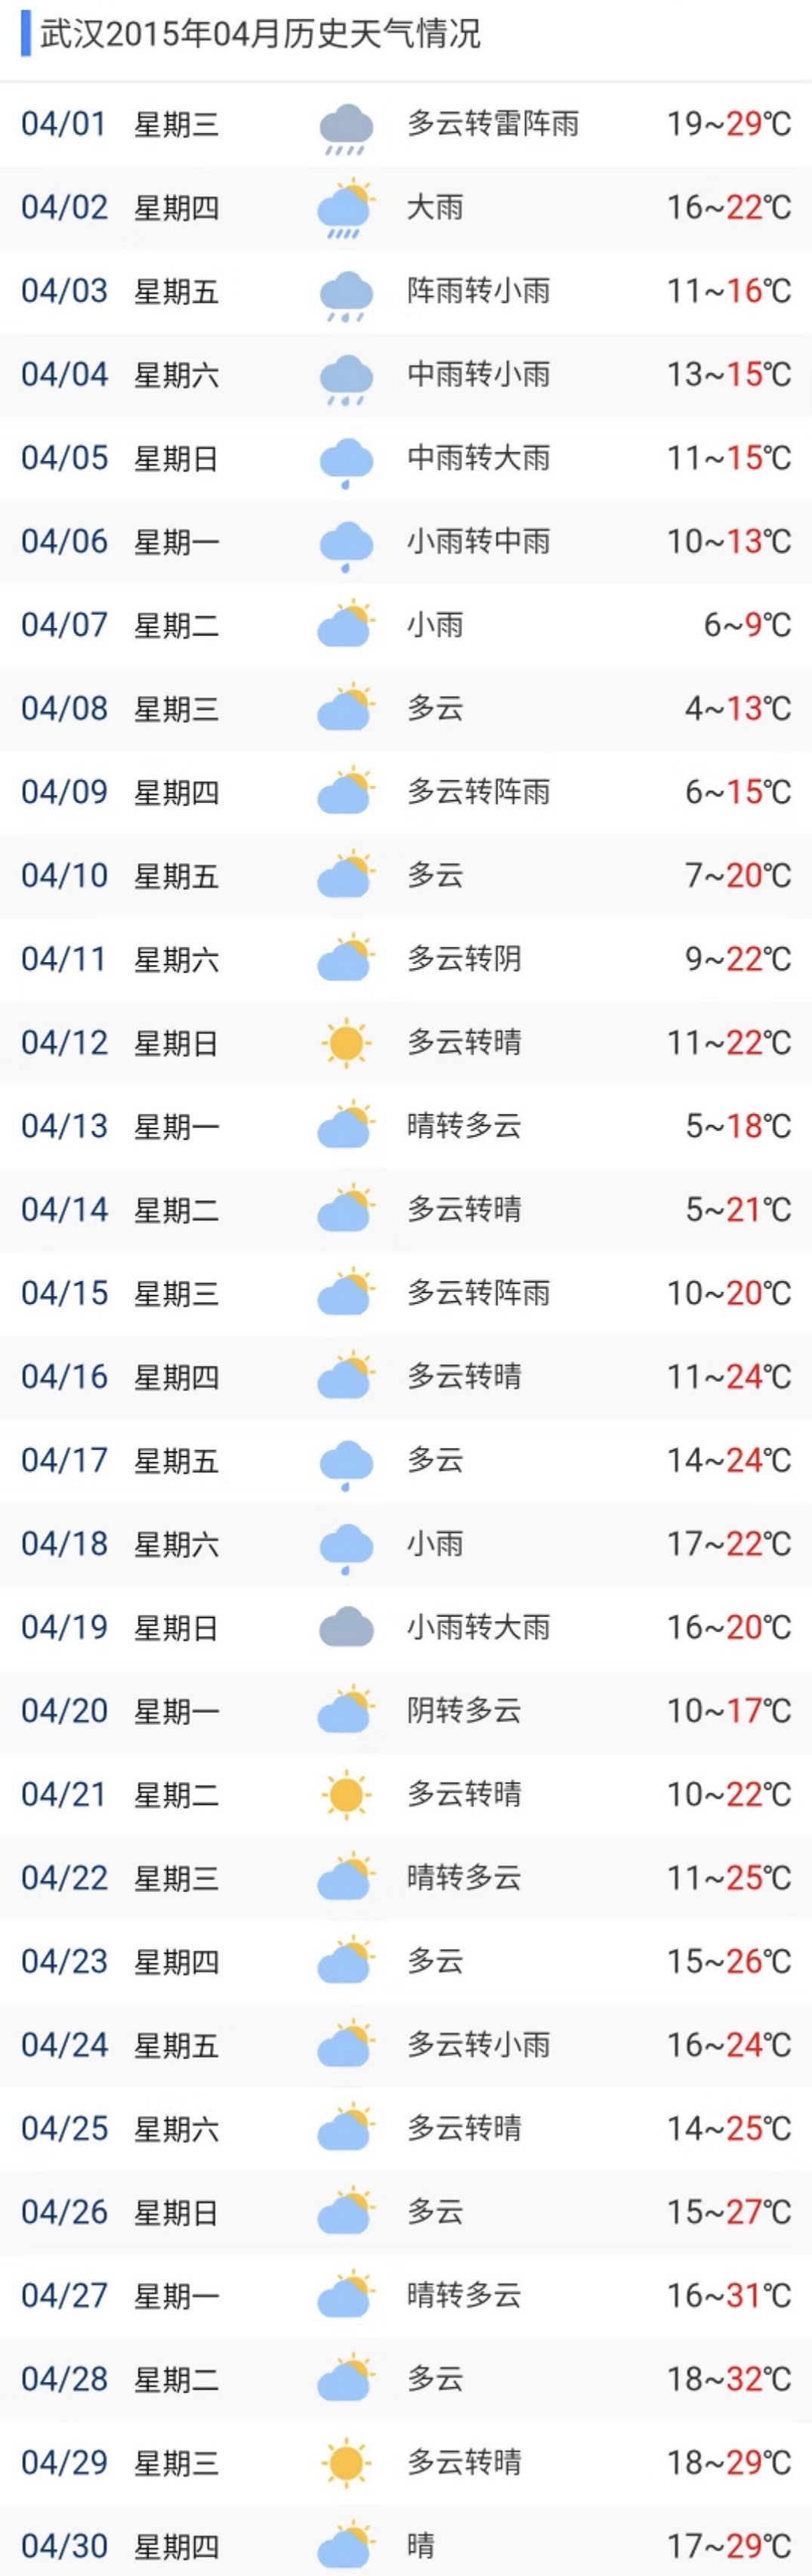 武汉2015年04月历史天气情况
04/01 星期三 多云转雷阵雨 19~29℃
04/02 星期四 大雨 16~22℃
04/03 星期五 阵雨转小雨 11~16℃
04/04 星期六 中雨转小雨 13~15℃
04/05 星期日 中雨转大雨 11~15℃
04/06 星期一 小雨转中雨 10~13℃
04/07 星期二 小雨 6~9℃
04/08 星期三 多云 4~13℃
04/09 星期四 多云转阵雨 6~15℃
04/10 星期五 多云 7~20℃
04/11 星期六 多云转阴 9~22℃
04/12 星期日 多云转晴 11~22℃
04/13 星期一 晴转多云 5~18℃
04/14 星期二 多云转晴 5~21℃
04/15 星期三 多云转阵雨 10~20℃
04/16 星期四 多云转晴 11~24℃
04/17 星期五 多云 14~24℃
04/18 星期六 小雨 17~22℃
04/19 星期日 小雨转大雨 16~20℃
04/20 星期一 阴转多云 10~17℃
04/21 星期二 多云转晴 10~22℃
04/22 星期三 晴转多云 11~25℃
04/23 星期四 多云 15~26℃
04/24 星期五 多云转小雨 16~24℃
04/25 星期六 多云转晴 14~25℃
04/26 星期日 多云 15~27℃
04/27 星期一 晴转多云 16~31℃
04/28 星期二 多云 18~32℃
04/29 星期三 多云转晴 18~29℃
04/30 星期四 晴 17~29℃